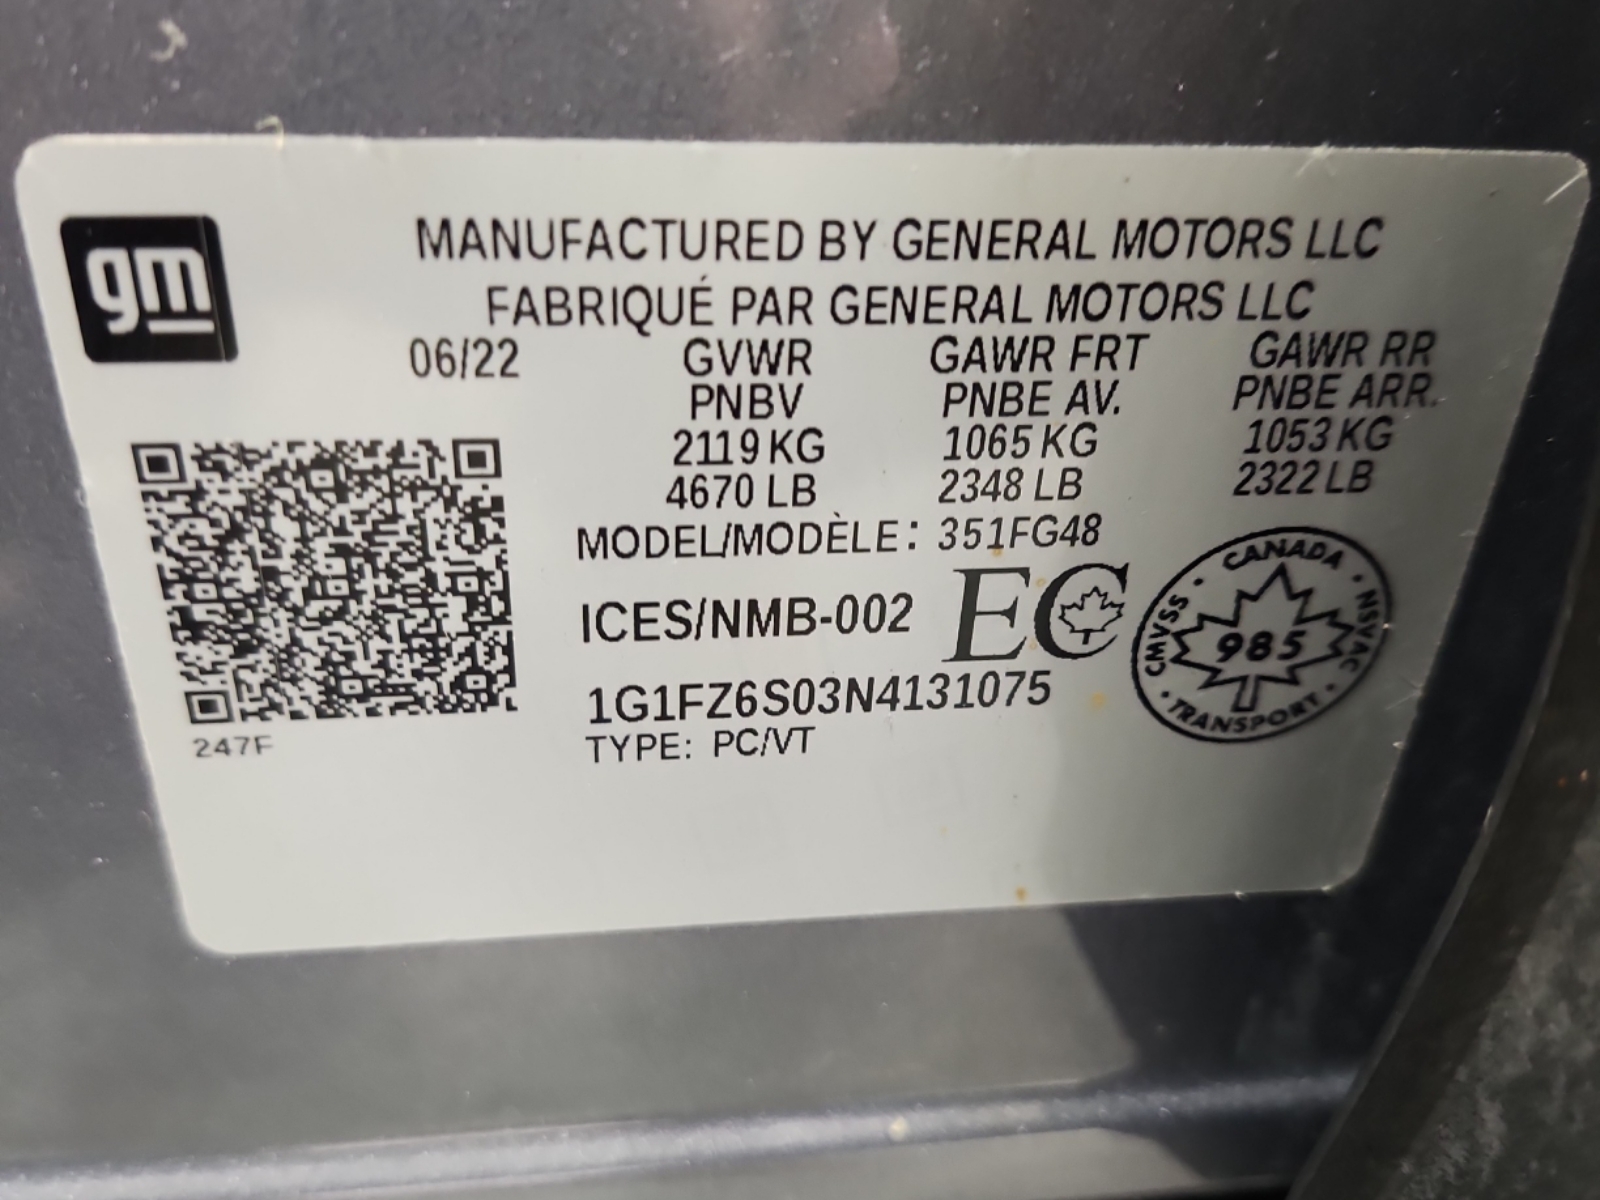 gm
MANUFACTURED BY GENERAL MOTORS LLC
FABRIQUÉ PAR GENERAL MOTORS LLC
06/22 GVWR GAWR FRT GAWR RR
PNBV PNBE AV. PNBE ARR.
2119 KG 1065 KG 1053 KG
4670 LB 2348 LB 2322 LB
MODEL/MODÈLE: 351FG48
ICES/NMB-002 EC
CANADA
CMVSS 985 NSVAC
TRANSPORT
1G1FZ6S03N4131075
TYPE: PC/VT
247F